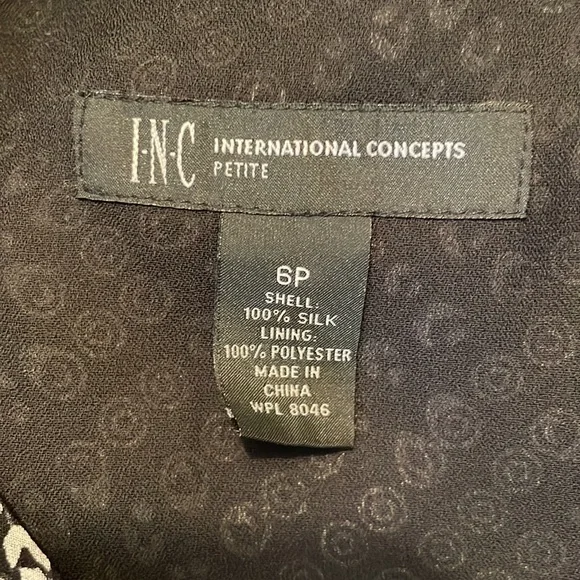 I·N·C INTERNATIONAL CONCEPTS
PETITE
6P
SHELL:
100% SILK
LINING:
100% POLYESTER
MADE IN
CHINA
WPL 8046